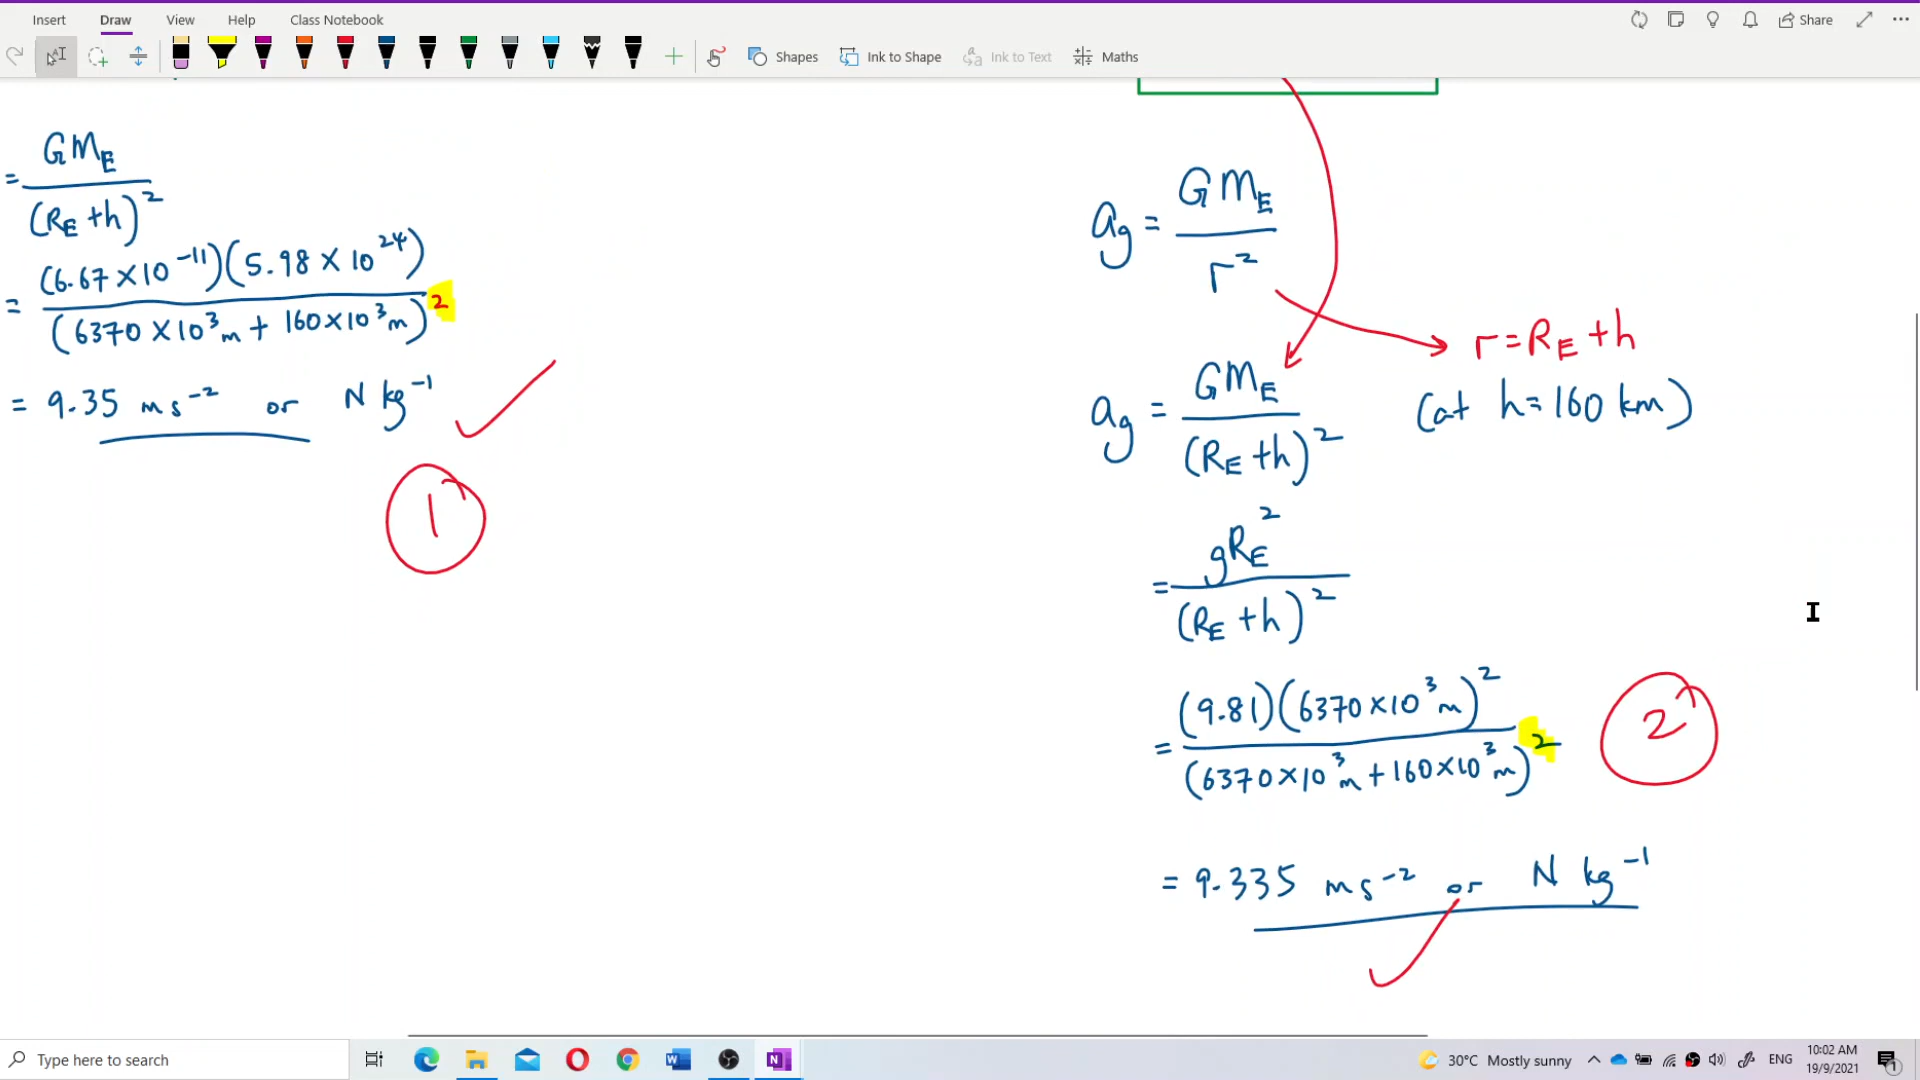 Insert Draw View Help Class Notebook Share
Shapes Ink to Shape Ink to Text Maths
= GM_E / (R_E + h)^2
= (6.67 × 10^-11)(5.98 × 10^24) / (6370 × 10^3 m + 160 × 10^3 m)^2
= 9.35 ms^-2 or N kg^-1
1
a_g = GM_E / r^2
r = R_E + h
(at h = 160 km)
a_g = GM_E / (R_E + h)^2
= gR_E^2 / (R_E + h)^2
= (9.81)(6370 × 10^3 m)^2 / (6370 × 10^3 m + 160 × 10^3 m)^2
2
= 9.335 ms^-2 or N kg^-1
Type here to search
30°C Mostly sunny ENG
10:02 AM
19/9/2021